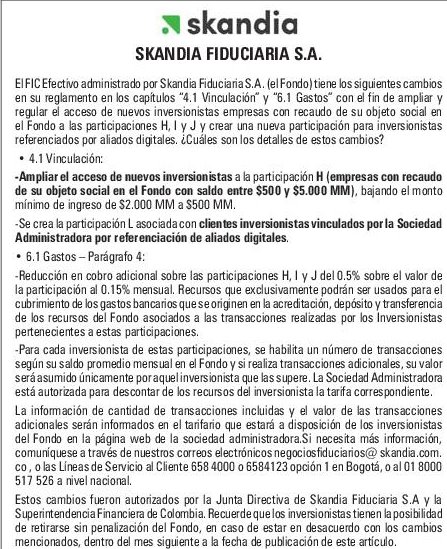 skandia
SKANDIA FIDUCIARIA S.A.
El FIC Efectivo administrado por Skandia Fiduciaria S.A. (el Fondo) tiene los siguientes cambios
en su reglamento en los capítulos “4.1 Vinculación” y “6.1 Gastos” con el fin de ampliar y
regular el acceso de nuevos inversionistas empresas con recaudo de su objeto social en
el Fondo a las participaciones H, I y J y crear una nueva participación para inversionistas
referenciados por aliados digitales. ¿Cuáles son los detalles de estos cambios?
• 4.1 Vinculación:
-Ampliar el acceso de nuevos inversionistas a la participación H (empresas con recaudo
de su objeto social en el Fondo con saldo entre $500 y $5.000 MM), bajando el monto
mínimo de ingreso de $2.000 MM a $500 MM.
-Se crea la participación L asociada con clientes inversionistas vinculados por la Sociedad
Administradora por referenciación de aliados digitales.
• 6.1 Gastos – Parágrafo 4:
-Reducción en cobro adicional sobre las participaciones H, I y J del 0.5% sobre el valor de
la participación al 0.15% mensual. Recursos que exclusivamente podrán ser usados para el
cubrimiento de los gastos bancarios que se originen en la acreditación, depósito y transferencia
de los recursos del Fondo asociados a las transacciones realizadas por los Inversionistas
pertenecientes a estas participaciones.
-Para cada inversionista de estas participaciones, se habilita un número de transacciones
según su saldo promedio mensual en el Fondo y si realiza transacciones adicionales, su valor
será asumido únicamente por aquel inversionista que las supere. La Sociedad Administradora
está autorizada para descontar de los recursos del inversionista la tarifa correspondiente.
La información de cantidad de transacciones incluidas y el valor de las transacciones
adicionales serán informados en el tarifario que estará a disposición de los inversionistas
del Fondo en la página web de la sociedad administradora.Si necesita más información,
comuníquese a través de nuestros correos electrónicos negociosfiduciarios@ skandia.com.
co , o las Líneas de Servicio al Cliente 658 4000 o 6584123 opción 1 en Bogotá, o al 01 8000
517 526 a nivel nacional.
Estos cambios fueron autorizados por la Junta Directiva de Skandia Fiduciaria S.A y la
Superintendencia Financiera de Colombia. Recuerde que los inversionistas tienen la posibilidad
de retirarse sin penalización del Fondo, en caso de estar en desacuerdo con los cambios
mencionados, dentro del mes siguiente a la fecha de publicación de este artículo.